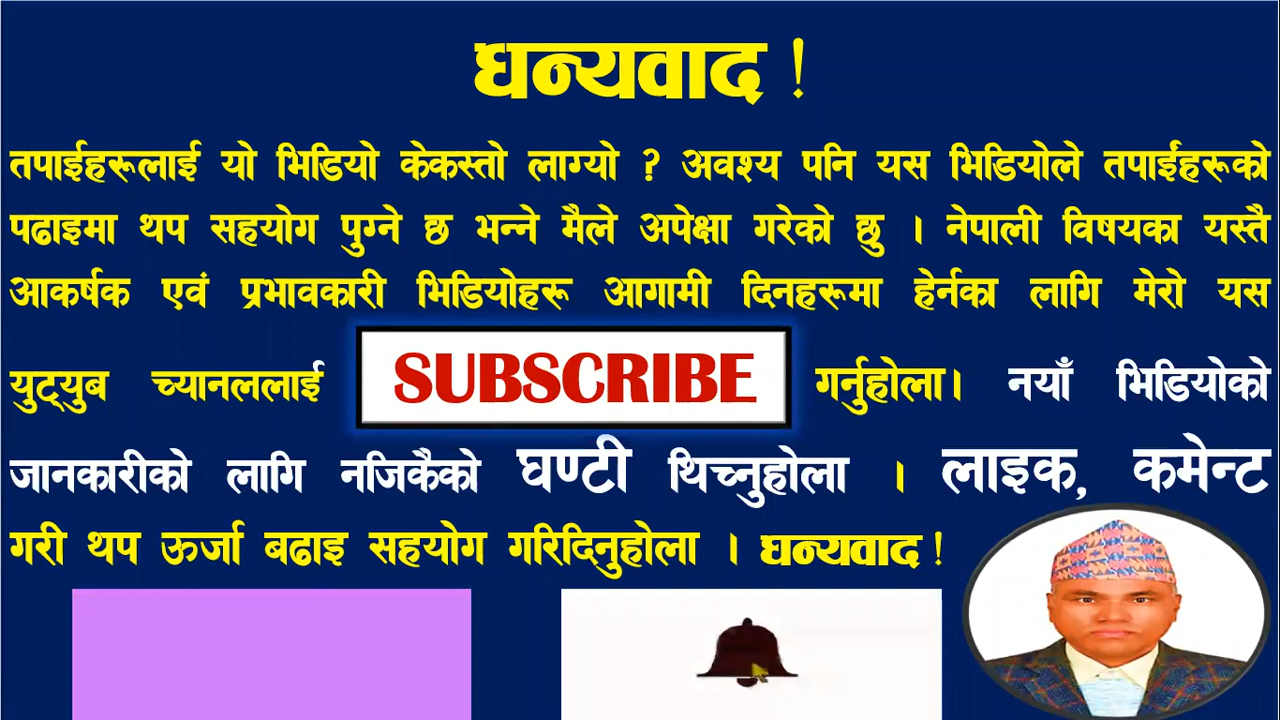 धन्यवाद !
तपाईहरूलाई यो भिडियो केकस्तो लाग्यो ? अवश्य पनि यस भिडियोले तपाईंहरूको
पढाइमा थप सहयोग पुग्ने छ भन्ने मैले अपेक्षा गरेको छु । नेपाली विषयका यस्तै
आकर्षक एवं प्रभावकारी भिडियोहरू आगामी दिनहरूमा हेर्नका लागि मेरो यस
युट्युब च्यानललाई SUBSCRIBE गर्नुहोला। नयाँ भिडियोको
जानकारीको लागि नजिकैको घण्टी थिच्नुहोला । लाइक, कमेन्ट
गरी थप ऊर्जा बढाइ सहयोग गरिदिनुहोला । धन्यवाद !